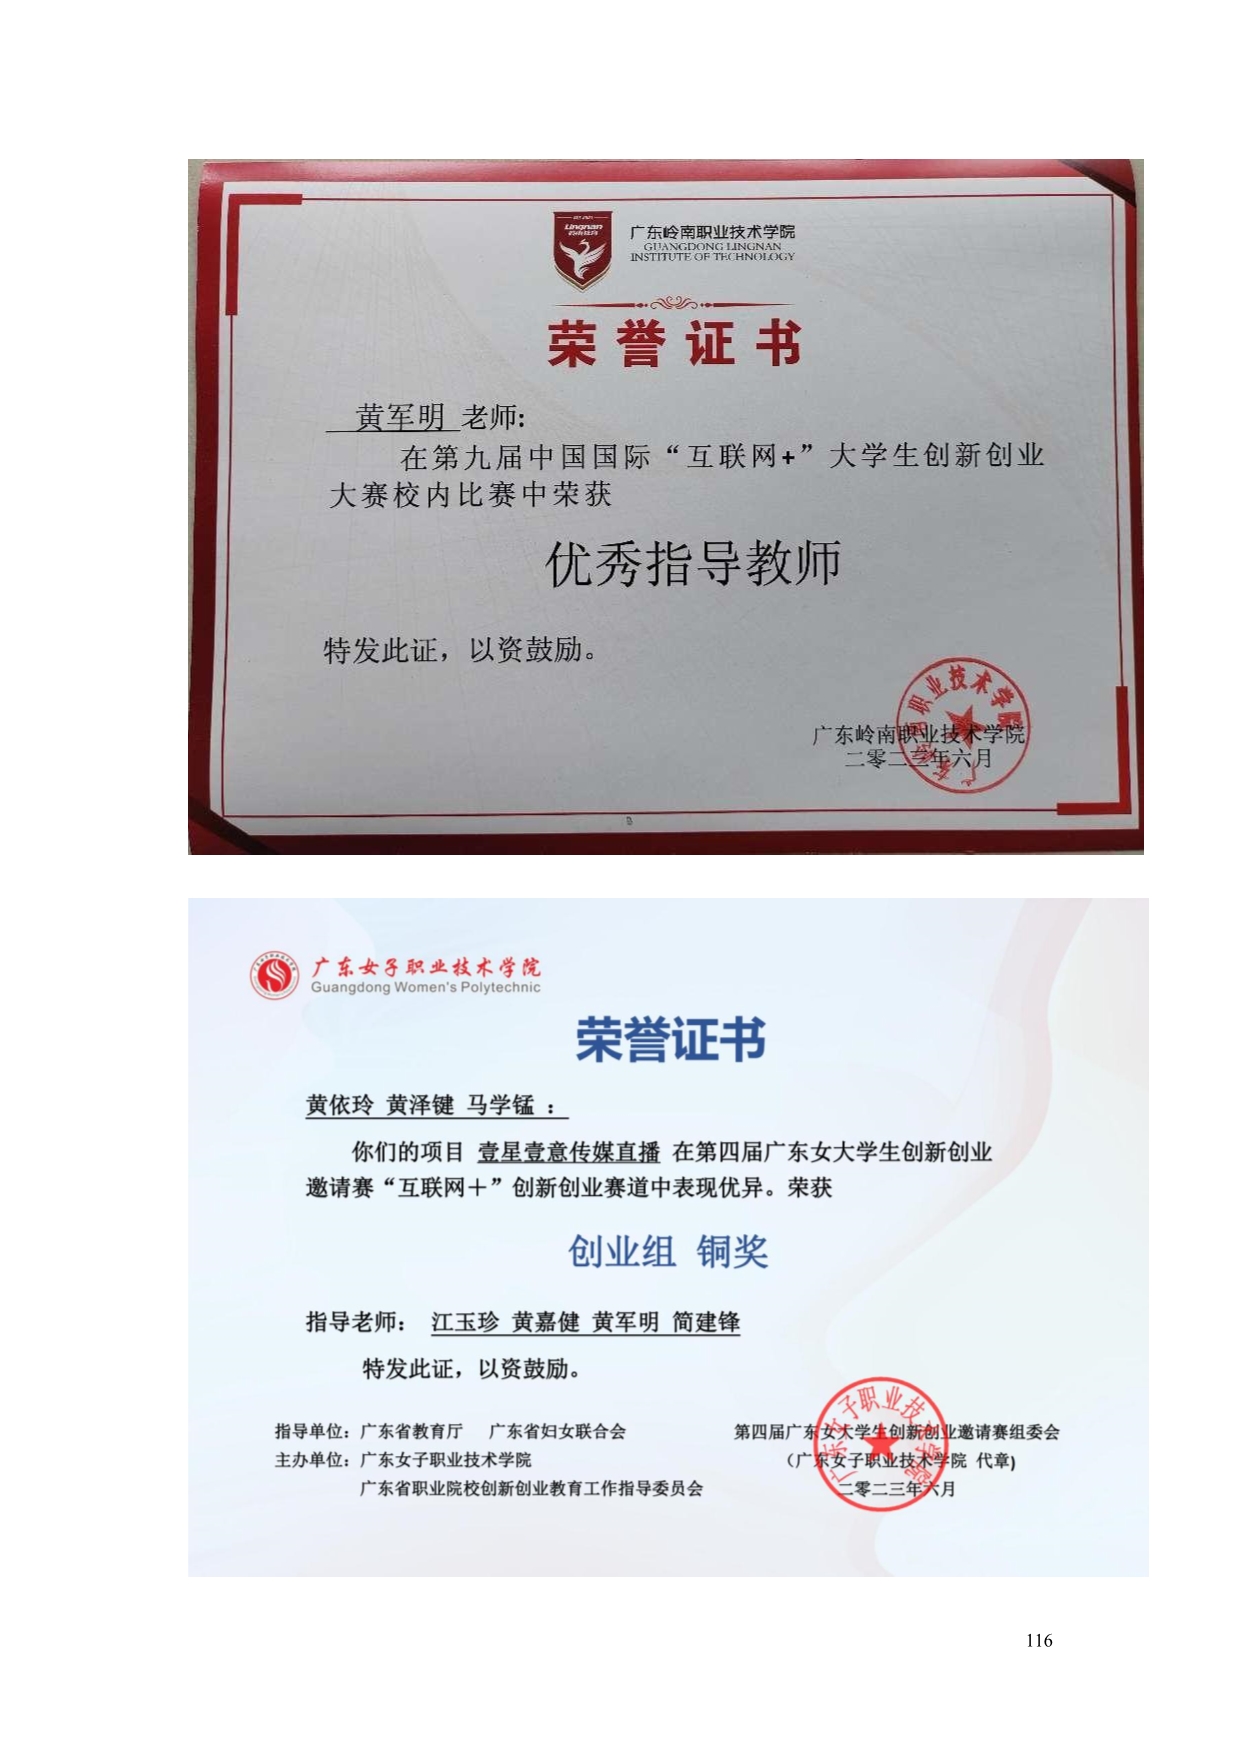 Lingnan
广东岭南职业技术学院
GUANGDONG LINGNAN
INSTITUTE OF TECHNOLOGY
荣誉证书
黄军明 老师:
在第九届中国国际“互联网+”大学生创新创业
大赛校内比赛中荣获
优秀指导教师
特发此证，以资鼓励。
广东岭南职业技术学院
二零二三年六月
广东女子职业技术学院
Guangdong Women's Polytechnic
荣誉证书
黄依玲 黄泽键 马学锰 ：
你们的项目 壹星壹意传媒直播 在第四届广东女大学生创新创业
邀请赛“互联网＋”创新创业赛道中表现优异。荣获
创业组 铜奖
指导老师： 江玉珍 黄嘉健 黄军明 简建锋
特发此证，以资鼓励。
指导单位：广东省教育厅 广东省妇女联合会
主办单位：广东女子职业技术学院
广东省职业院校创新创业教育工作指导委员会
第四届广东女大学生创新创业邀请赛组委会
（广东女子职业技术学院 代章)
二零二三年六月
广东女子职业技术学院
116